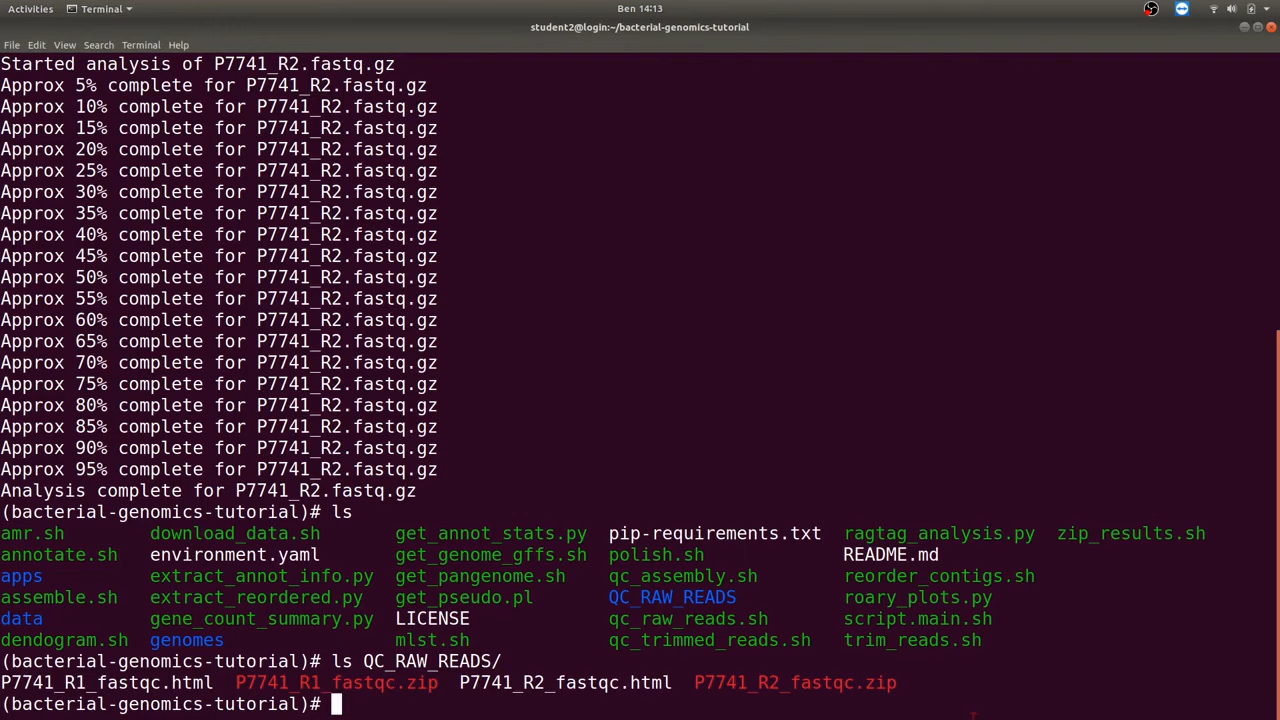 Activities Terminal Ben 14:13
student2@login:~/bacterial-genomics-tutorial
File Edit View Search Terminal Help
Started analysis of P7741_R2.fastq.gz
Approx 5% complete for P7741_R2.fastq.gz
Approx 10% complete for P7741_R2.fastq.gz
Approx 15% complete for P7741_R2.fastq.gz
Approx 20% complete for P7741_R2.fastq.gz
Approx 25% complete for P7741_R2.fastq.gz
Approx 30% complete for P7741_R2.fastq.gz
Approx 35% complete for P7741_R2.fastq.gz
Approx 40% complete for P7741_R2.fastq.gz
Approx 45% complete for P7741_R2.fastq.gz
Approx 50% complete for P7741_R2.fastq.gz
Approx 55% complete for P7741_R2.fastq.gz
Approx 60% complete for P7741_R2.fastq.gz
Approx 65% complete for P7741_R2.fastq.gz
Approx 70% complete for P7741_R2.fastq.gz
Approx 75% complete for P7741_R2.fastq.gz
Approx 80% complete for P7741_R2.fastq.gz
Approx 85% complete for P7741_R2.fastq.gz
Approx 90% complete for P7741_R2.fastq.gz
Approx 95% complete for P7741_R2.fastq.gz
Analysis complete for P7741_R2.fastq.gz
(bacterial-genomics-tutorial)# ls
amr.sh download_data.sh get_annot_stats.py pip-requirements.txt ragtag_analysis.py zip_results.sh
annotate.sh environment.yaml get_genome_gffs.sh polish.sh README.md
apps extract_annot_info.py get_pangenome.sh qc_assembly.sh reorder_contigs.sh
assemble.sh extract_reordered.py get_pseudo.pl QC_RAW_READS roary_plots.py
data gene_count_summary.py LICENSE qc_raw_reads.sh script.main.sh
dendogram.sh genomes mlst.sh qc_trimmed_reads.sh trim_reads.sh
(bacterial-genomics-tutorial)# ls QC_RAW_READS/
P7741_R1_fastqc.html P7741_R1_fastqc.zip P7741_R2_fastqc.html P7741_R2_fastqc.zip
(bacterial-genomics-tutorial)#